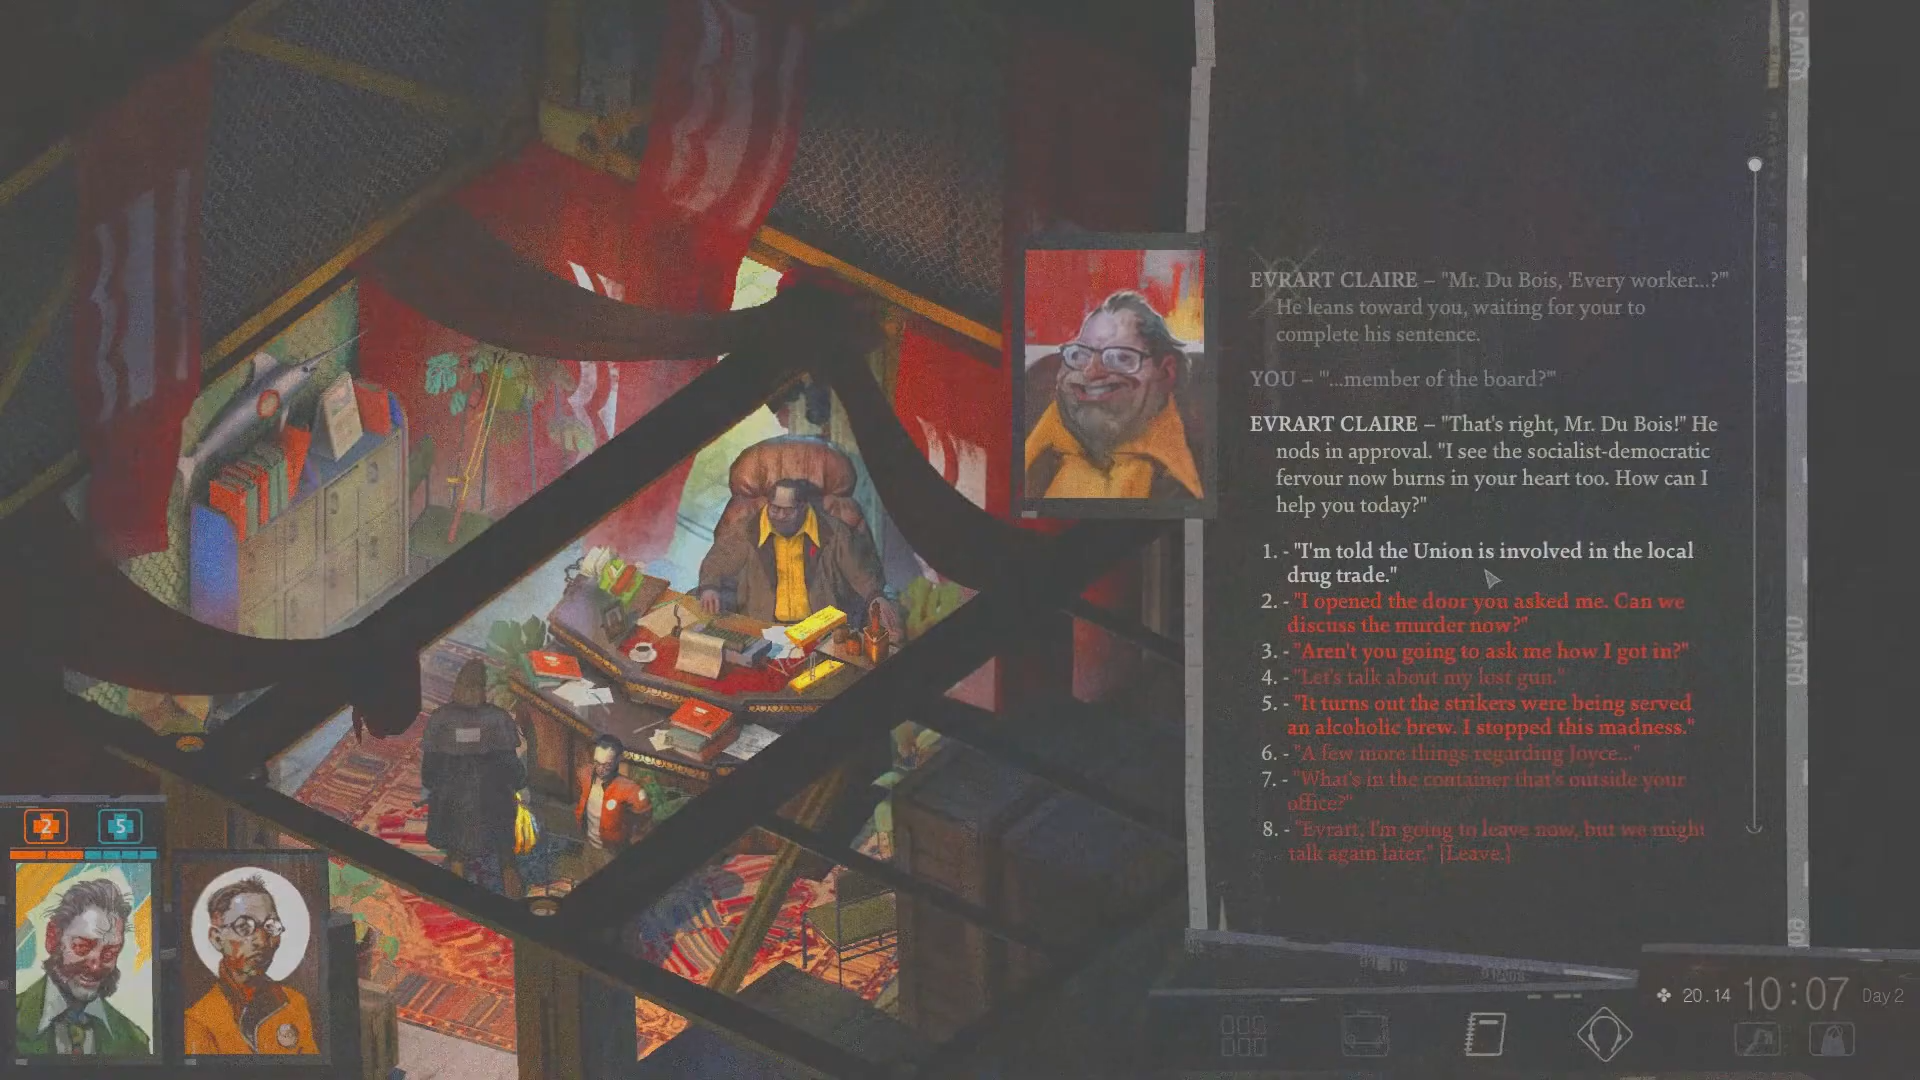 EVRART CLAIRE – "Mr. Du Bois, 'Every worker...?'"
He leans toward you, waiting for your to
complete his sentence.
YOU – "'...member of the board?'"
EVRART CLAIRE – "That's right, Mr. Du Bois!" He
nods in approval. "I see the socialist-democratic
fervour now burns in your heart too. How can I
help you today?"
1. - "I'm told the Union is involved in the local
drug trade."
2. - "I opened the door you asked me. Can we
discuss the murder now?"
3. - "Aren't you going to ask me how I got in?"
4. - "Let's talk about my lost gun."
5. - "It turns out the strikers were being served
an alcoholic brew. I stopped this madness."
6. - "A few more things regarding Joyce..."
7. - "What's in the container that's outside your
office?"
8. - "Evrart, I'm going to leave now, but we might
talk again later." [Leave.]
2 5
20.14 10:07 Day 2